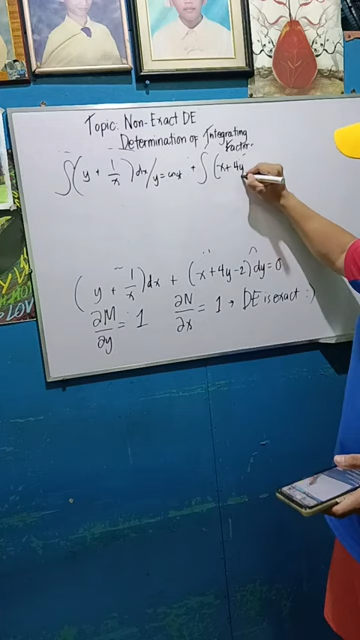 Topic: Non-Exact DE
Determination of Integrating
Factor.
∫(y + 1/x)dx/y=cons + ∫(x+4y
(y + 1/x)dx + (x+4y-2)dy=0
∂M/∂y = 1 ∂N/∂x = 1 → DE is exact :)